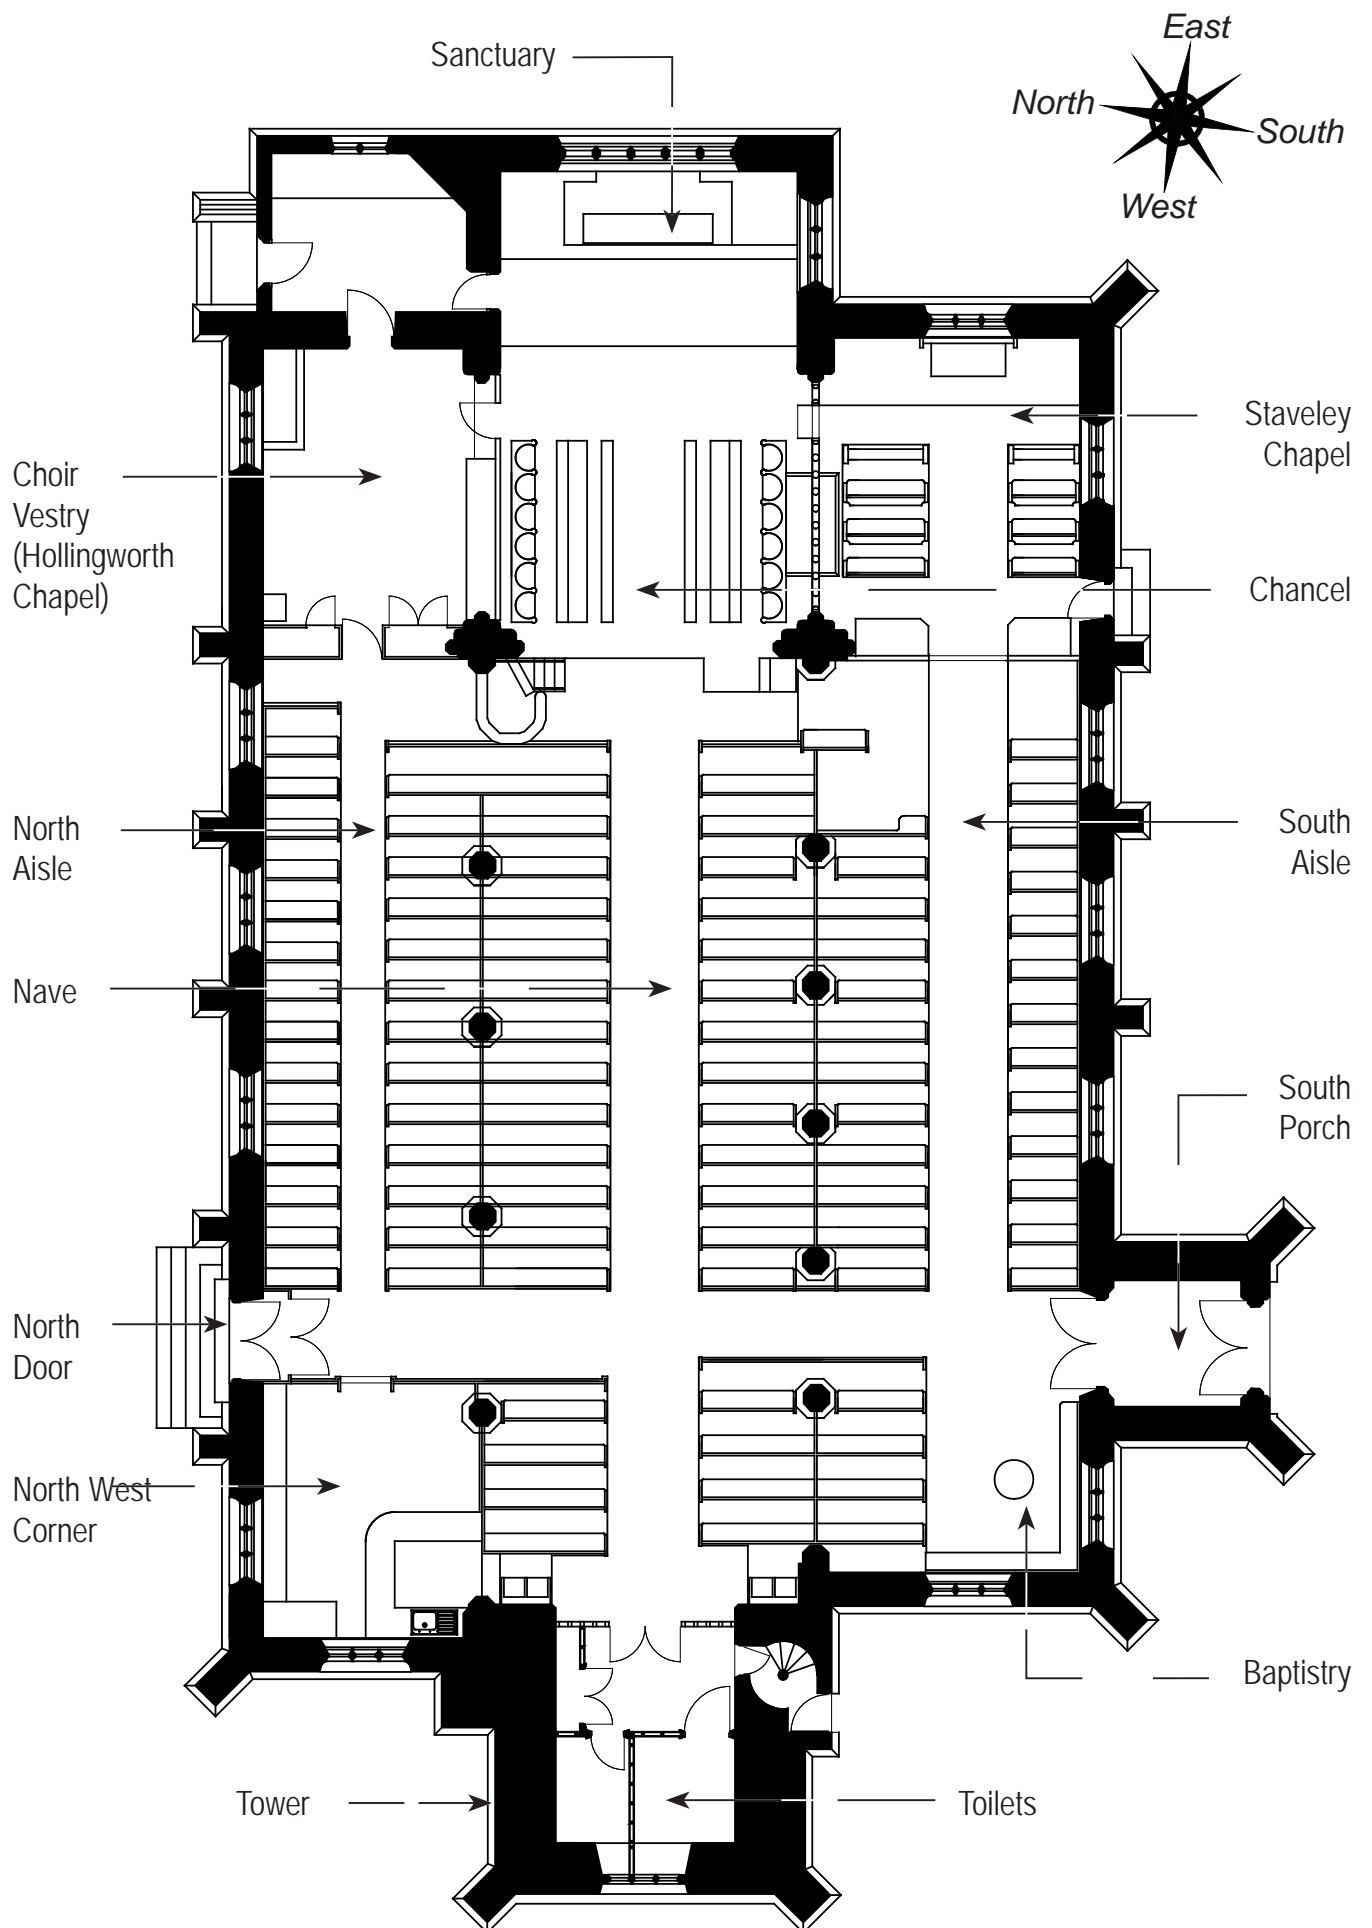 East
Sanctuary
North
South
West
Staveley
Chapel
Choir
Vestry
(Hollingworth
Chapel)
Chancel
North
Aisle
South
Aisle
Nave
South
Porch
North
Door
North West
Corner
Baptistry
Tower
Toilets